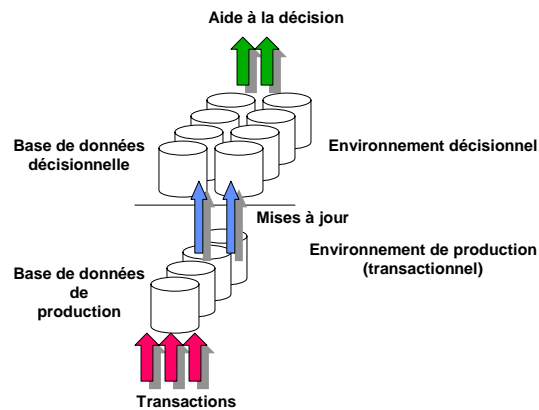 Aide à la décision
Base de données
décisionnelle
Environnement décisionnel
Mises à jour
Environnement de production
(transactionnel)
Base de données
de
production
Transactions